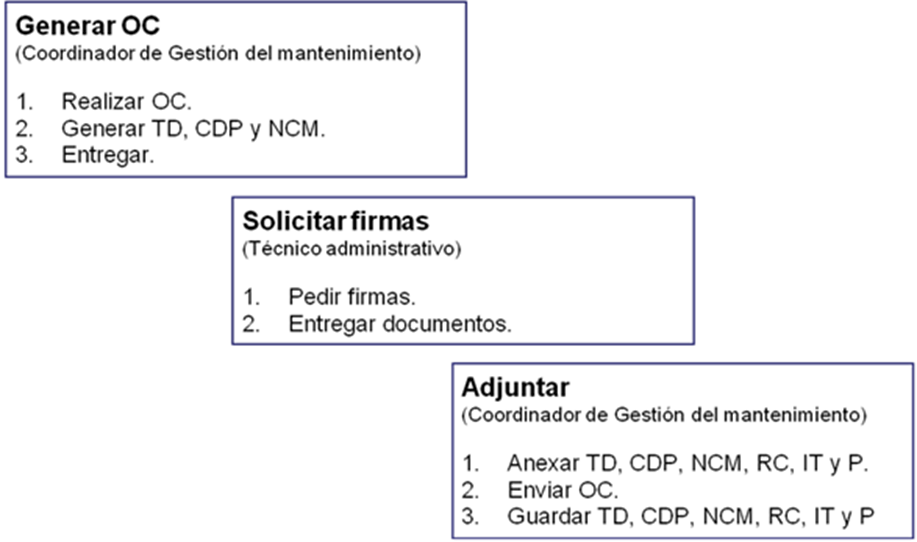 Generar OC
(Coordinador de Gestión del mantenimiento)
1. Realizar OC.
2. Generar TD, CDP y NCM.
3. Entregar.
Solicitar firmas
(Técnico administrativo)
1. Pedir firmas.
2. Entregar documentos.
Adjuntar
(Coordinador de Gestión del mantenimiento)
1. Anexar TD, CDP, NCM, RC, IT y P.
2. Enviar OC.
3. Guardar TD, CDP, NCM, RC, IT y P